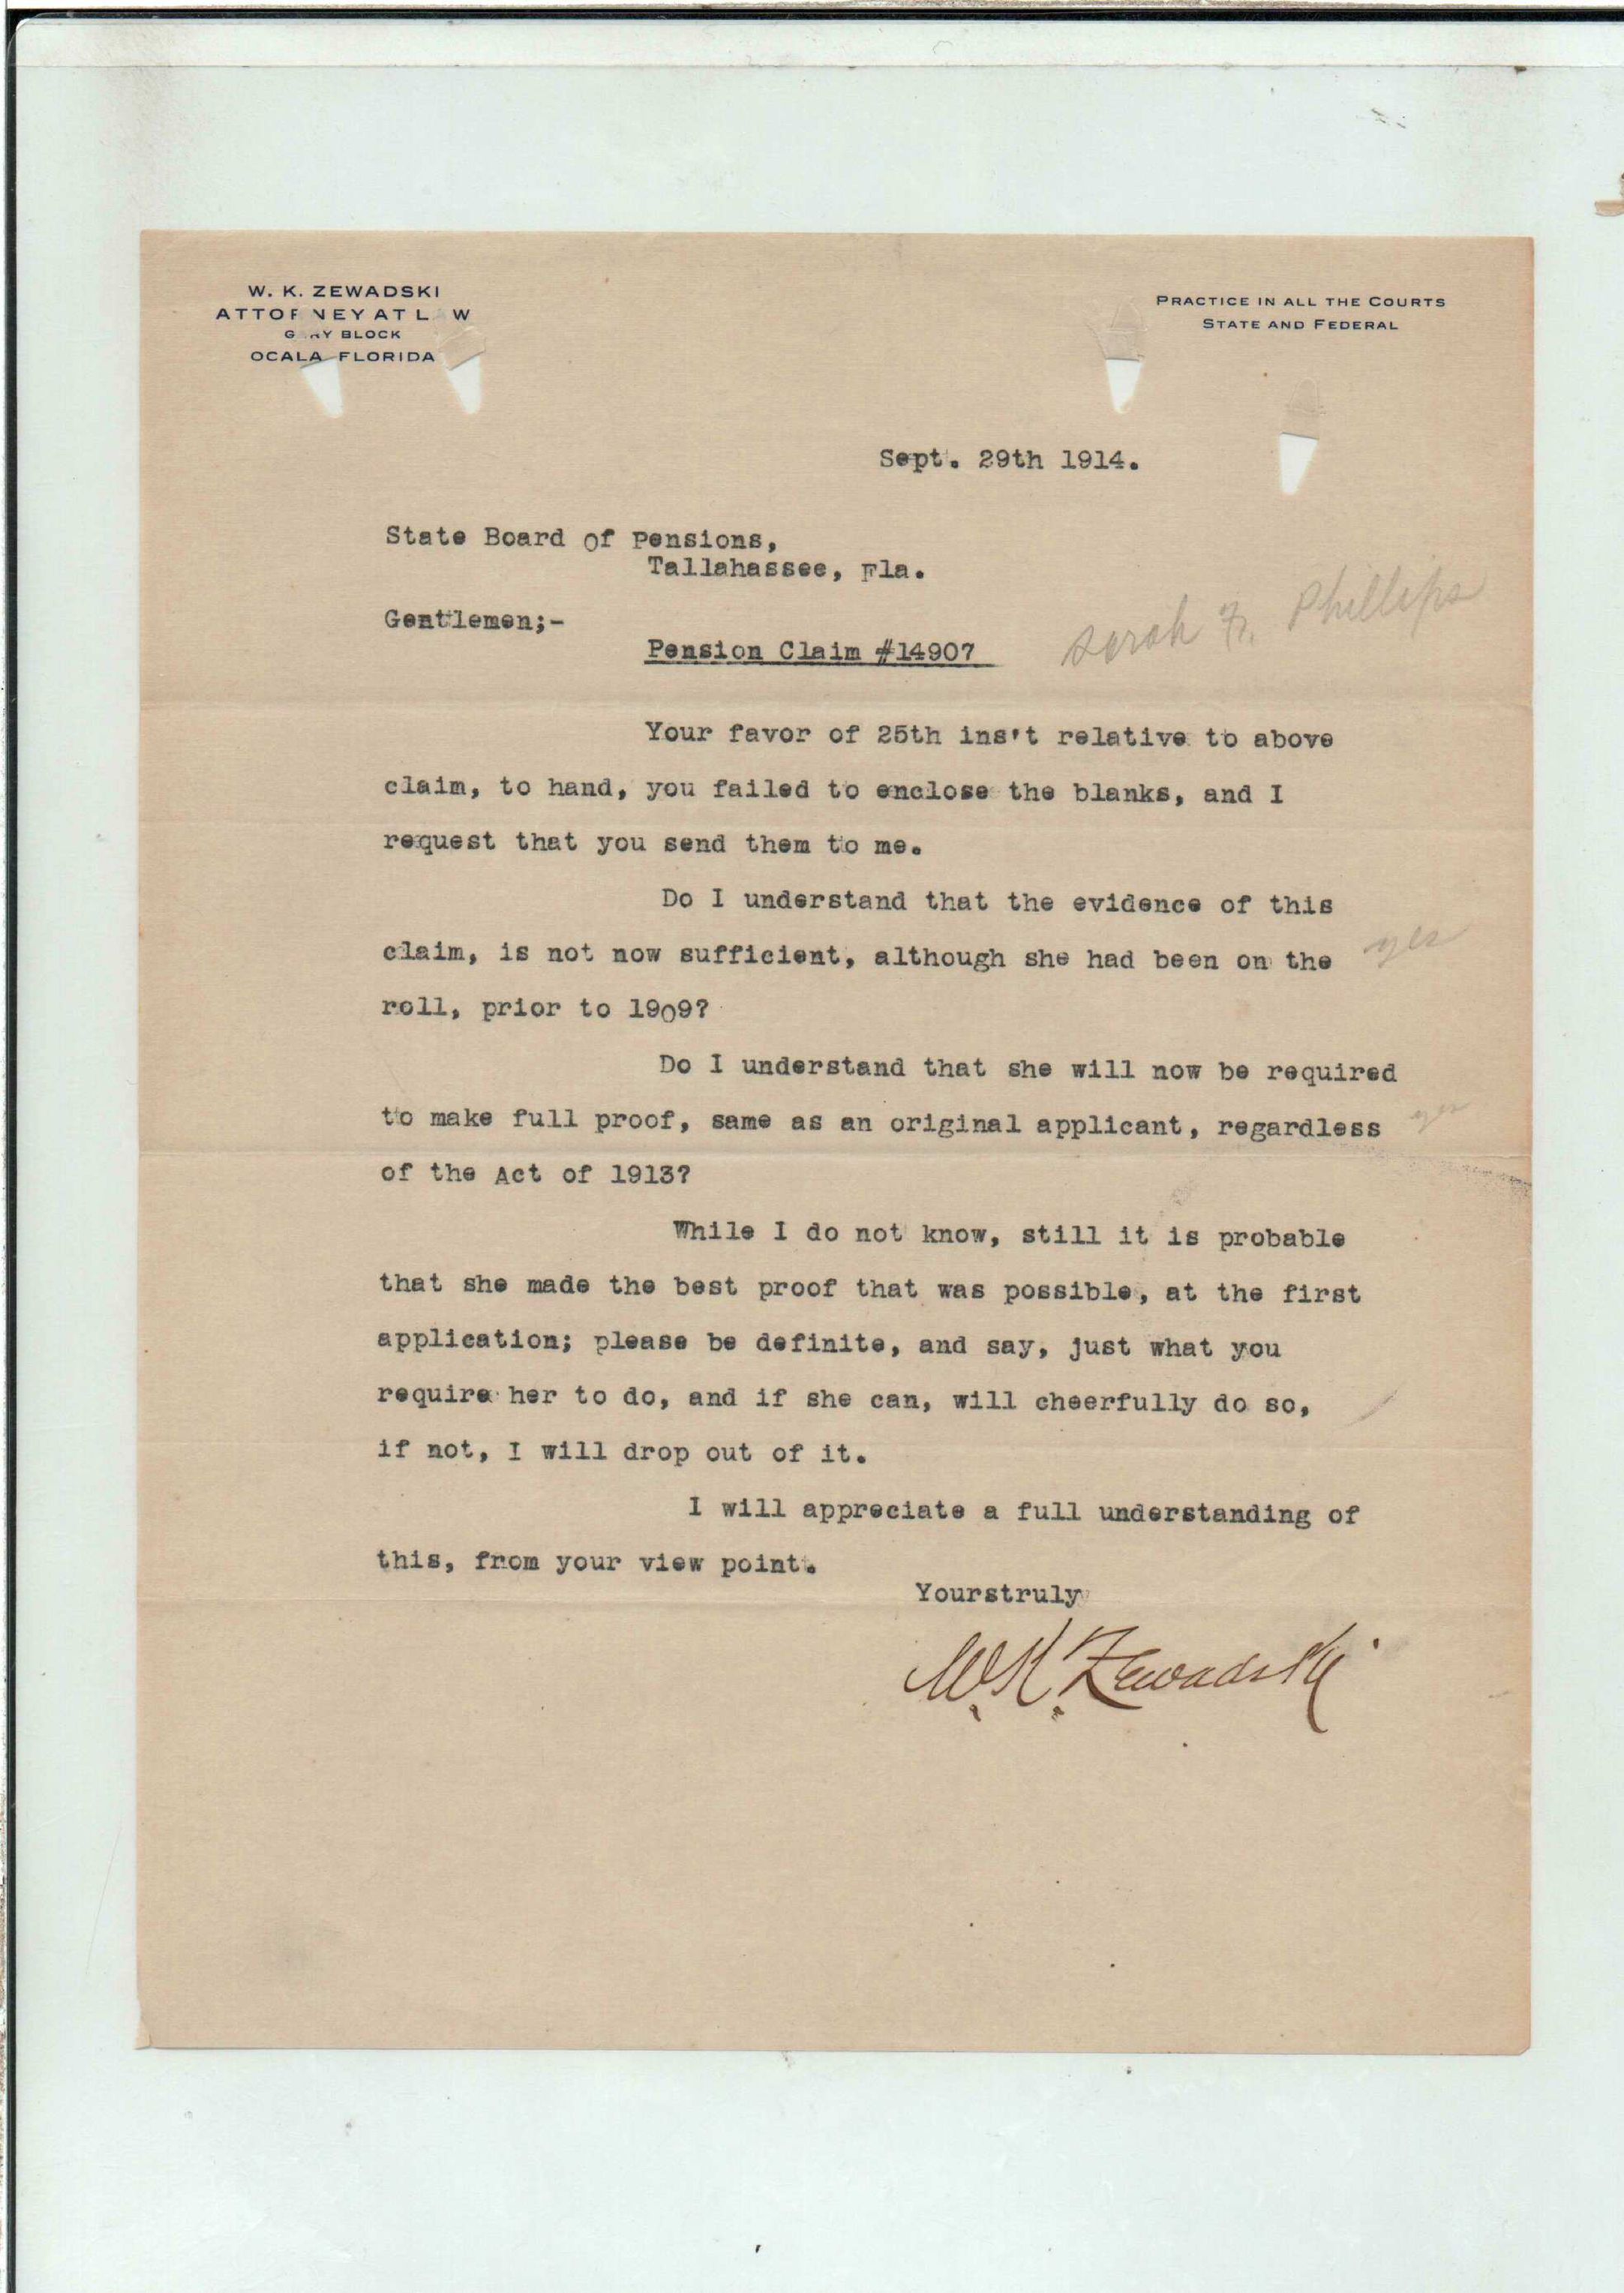 W. K. ZEWADSKI
ATTORNEY AT LAW
GARY BLOCK
OCALA FLORIDA
PRACTICE IN ALL THE COURTS
STATE AND FEDERAL
Sept. 29th 1914.
State Board of Pensions,
Tallahassee, Fla.
Gentlemen;-
Pension Claim #14907
Sarah F. Phillips
Your favor of 25th ins't relative to above
claim, to hand, you failed to enclose the blanks, and I
request that you send them to me.
Do I understand that the evidence of this
claim, is not now sufficient, although she had been on the
yes
roll, prior to 1909?
Do I understand that she will now be required
to make full proof, same as an original applicant, regardless
yes
of the Act of 1913?
While I do not know, still it is probable
that she made the best proof that was possible, at the first
application; please be definite, and say, just what you
require her to do, and if she can, will cheerfully do so,
if not, I will drop out of it.
I will appreciate a full understanding of
this, from your view point.
Yourstruly
W. K. Zewadski